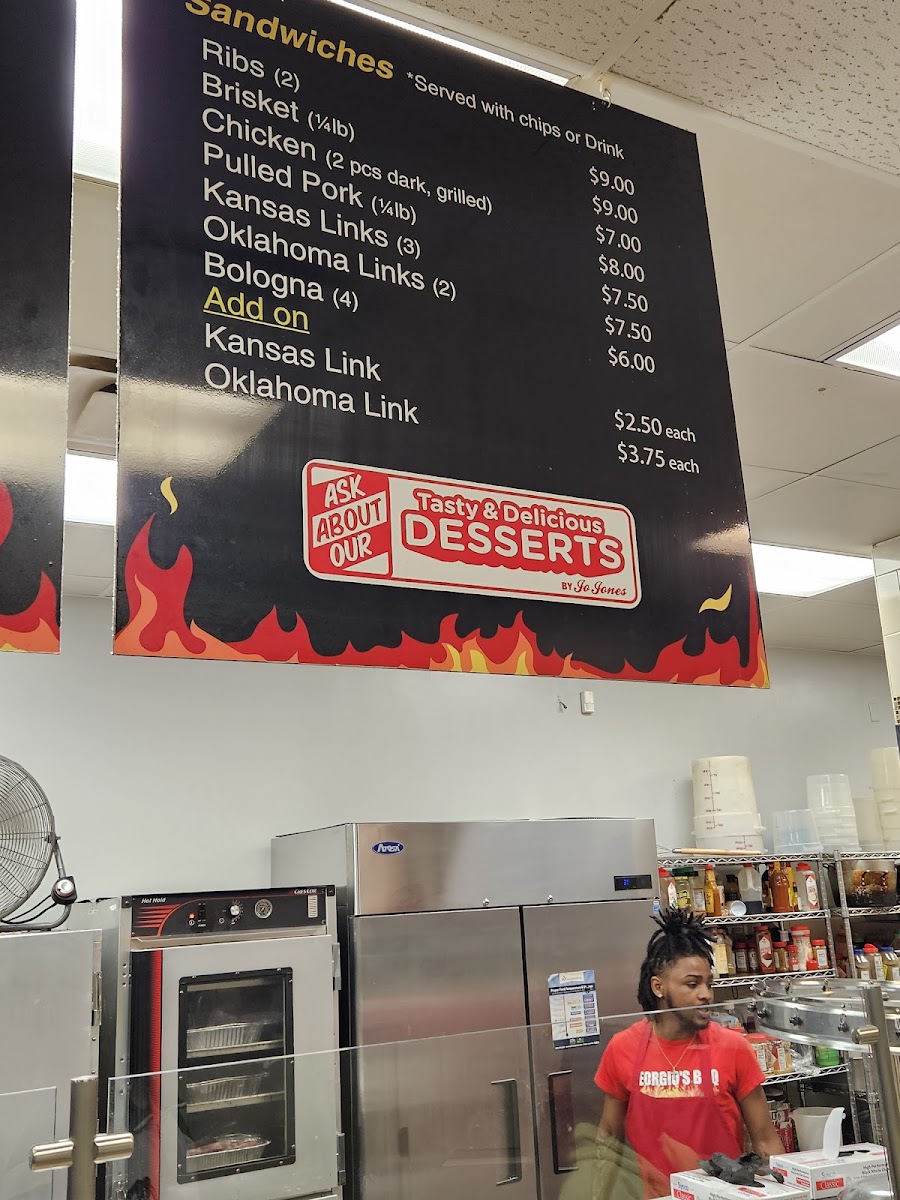 Sandwiches *Served with chips or Drink
Ribs (2) $9.00
Brisket (¼lb) $9.00
Chicken (2 pcs dark, grilled) $7.00
Pulled Pork (¼lb) $8.00
Kansas Links (3) $7.50
Oklahoma Links (2) $7.50
Bologna (4) $6.00
Add on
Kansas Link $2.50 each
Oklahoma Link $3.75 each
ASK
ABOUT
OUR
Tasty & Delicious
DESSERTS
BY Jo Jones
Hot Hold
EORGIO'S B Q
Classic